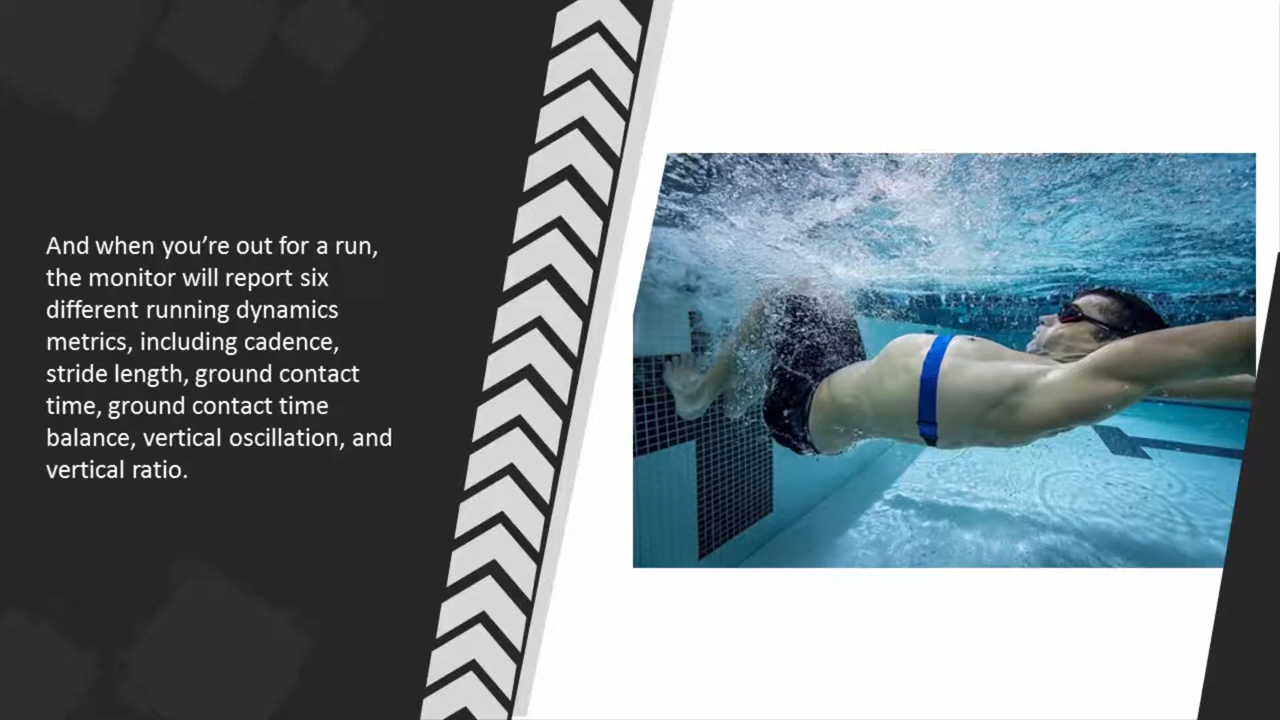 And when you’re out for a run,
the monitor will report six
different running dynamics
metrics, including cadence,
stride length, ground contact
time, ground contact time
balance, vertical oscillation, and
vertical ratio.